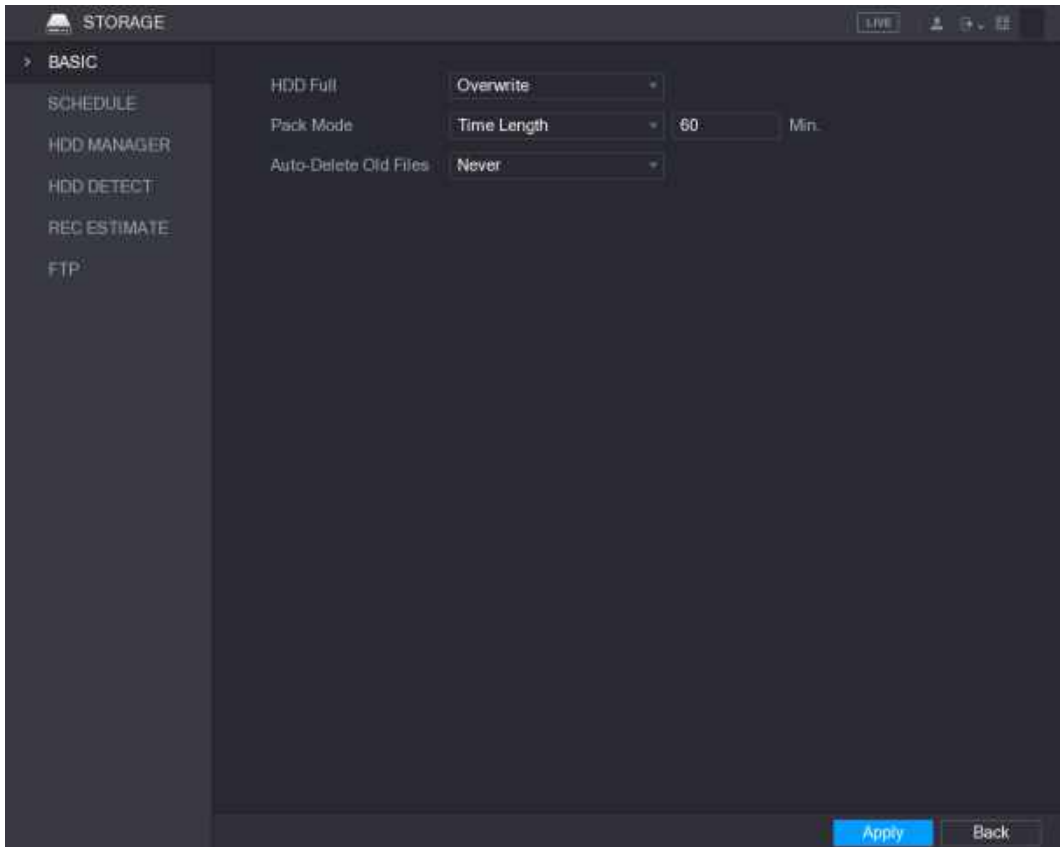 STORAGE LIVE
BASIC
SCHEDULE
HDD MANAGER
HDD DETECT
REC ESTIMATE
FTP
HDD Full Overwrite
Pack Mode Time Length 60 Min.
Auto-Delete Old Files Never
Apply Back